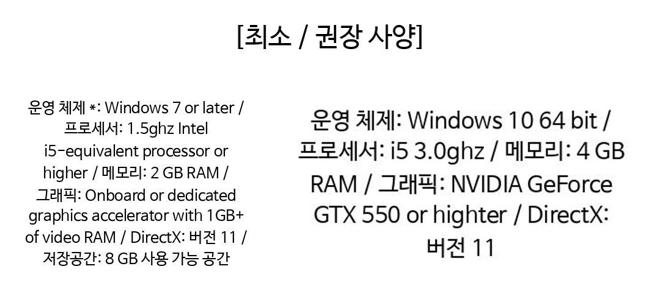 [최소 / 권장 사양]
운영 체제 *: Windows 7 or later /
프로세서: 1.5ghz Intel
i5-equivalent processor or
higher / 메모리: 2 GB RAM /
그래픽: Onboard or dedicated
graphics accelerator with 1GB+
of video RAM / DirectX: 버전 11 /
저장공간: 8 GB 사용 가능 공간
운영 체제: Windows 10 64 bit /
프로세서: i5 3.0ghz / 메모리: 4 GB
RAM / 그래픽: NVIDIA GeForce
GTX 550 or highter / DirectX:
버전 11